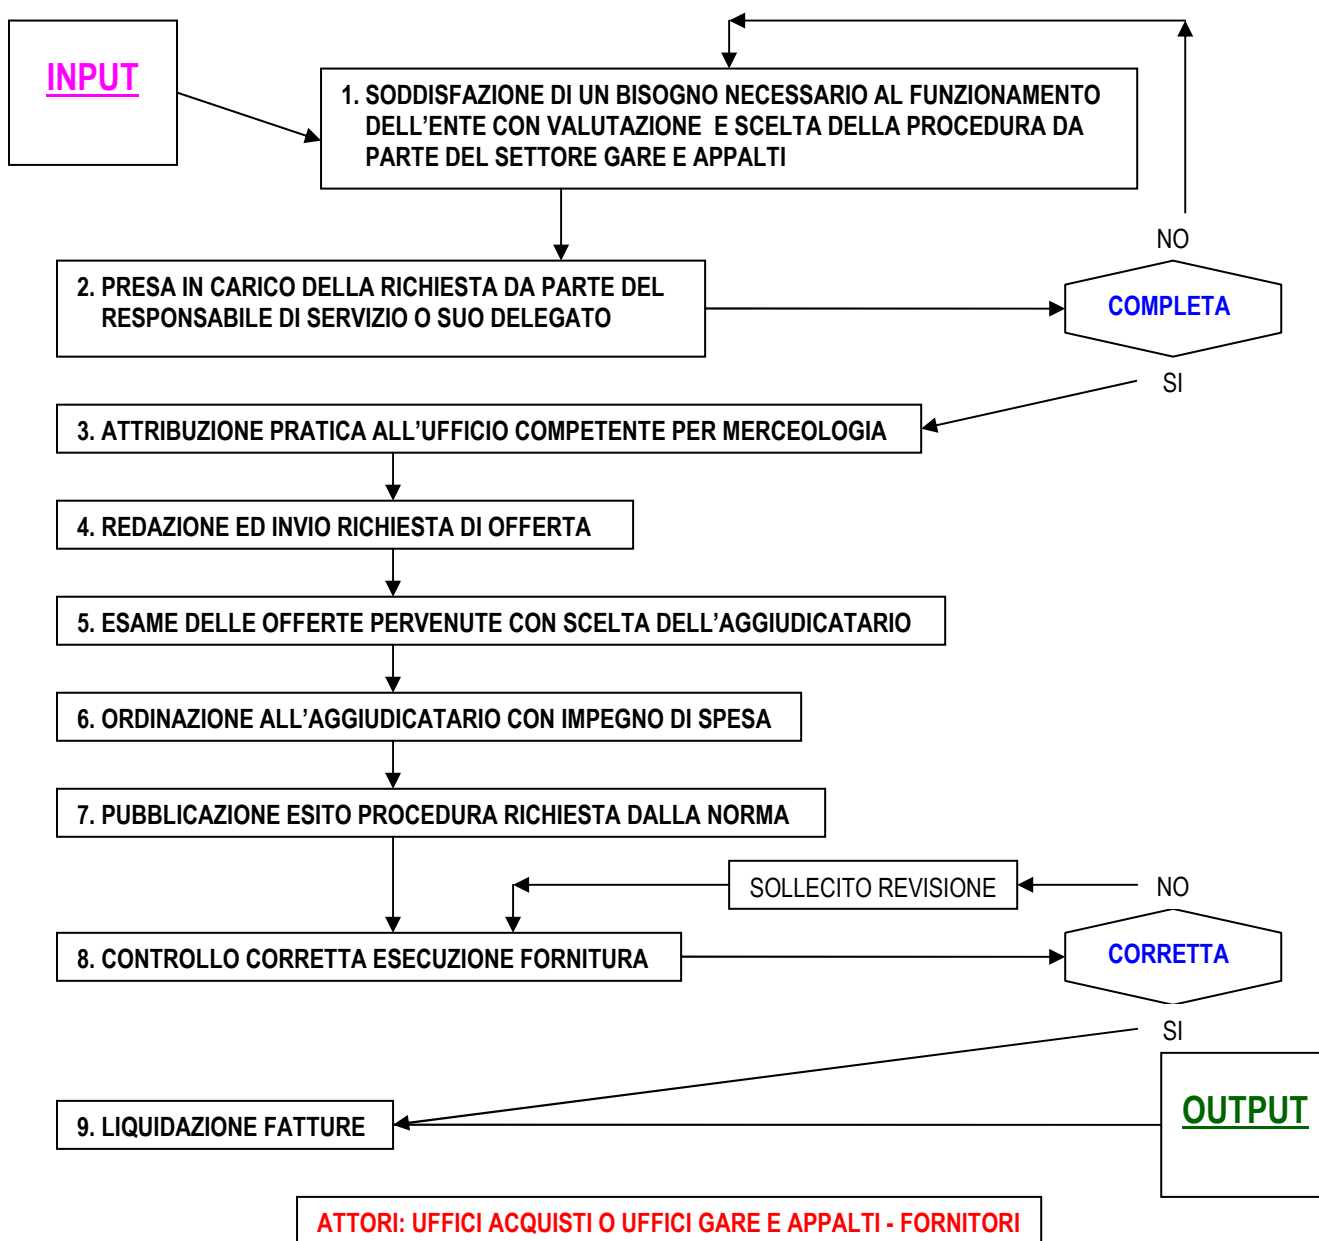 INPUT
1. SODDISFAZIONE DI UN BISOGNO NECESSARIO AL FUNZIONAMENTO
DELL’ENTE CON VALUTAZIONE E SCELTA DELLA PROCEDURA DA
PARTE DEL SETTORE GARE E APPALTI
NO
2. PRESA IN CARICO DELLA RICHIESTA DA PARTE DEL
RESPONSABILE DI SERVIZIO O SUO DELEGATO
COMPLETA
SI
3. ATTRIBUZIONE PRATICA ALL’UFFICIO COMPETENTE PER MERCEOLOGIA
4. REDAZIONE ED INVIO RICHIESTA DI OFFERTA
5. ESAME DELLE OFFERTE PERVENUTE CON SCELTA DELL’AGGIUDICATARIO
6. ORDINAZIONE ALL’AGGIUDICATARIO CON IMPEGNO DI SPESA
7. PUBBLICAZIONE ESITO PROCEDURA RICHIESTA DALLA NORMA
SOLLECITO REVISIONE
NO
8. CONTROLLO CORRETTA ESECUZIONE FORNITURA
CORRETTA
SI
9. LIQUIDAZIONE FATTURE
OUTPUT
ATTORI: UFFICI ACQUISTI O UFFICI GARE E APPALTI - FORNITORI